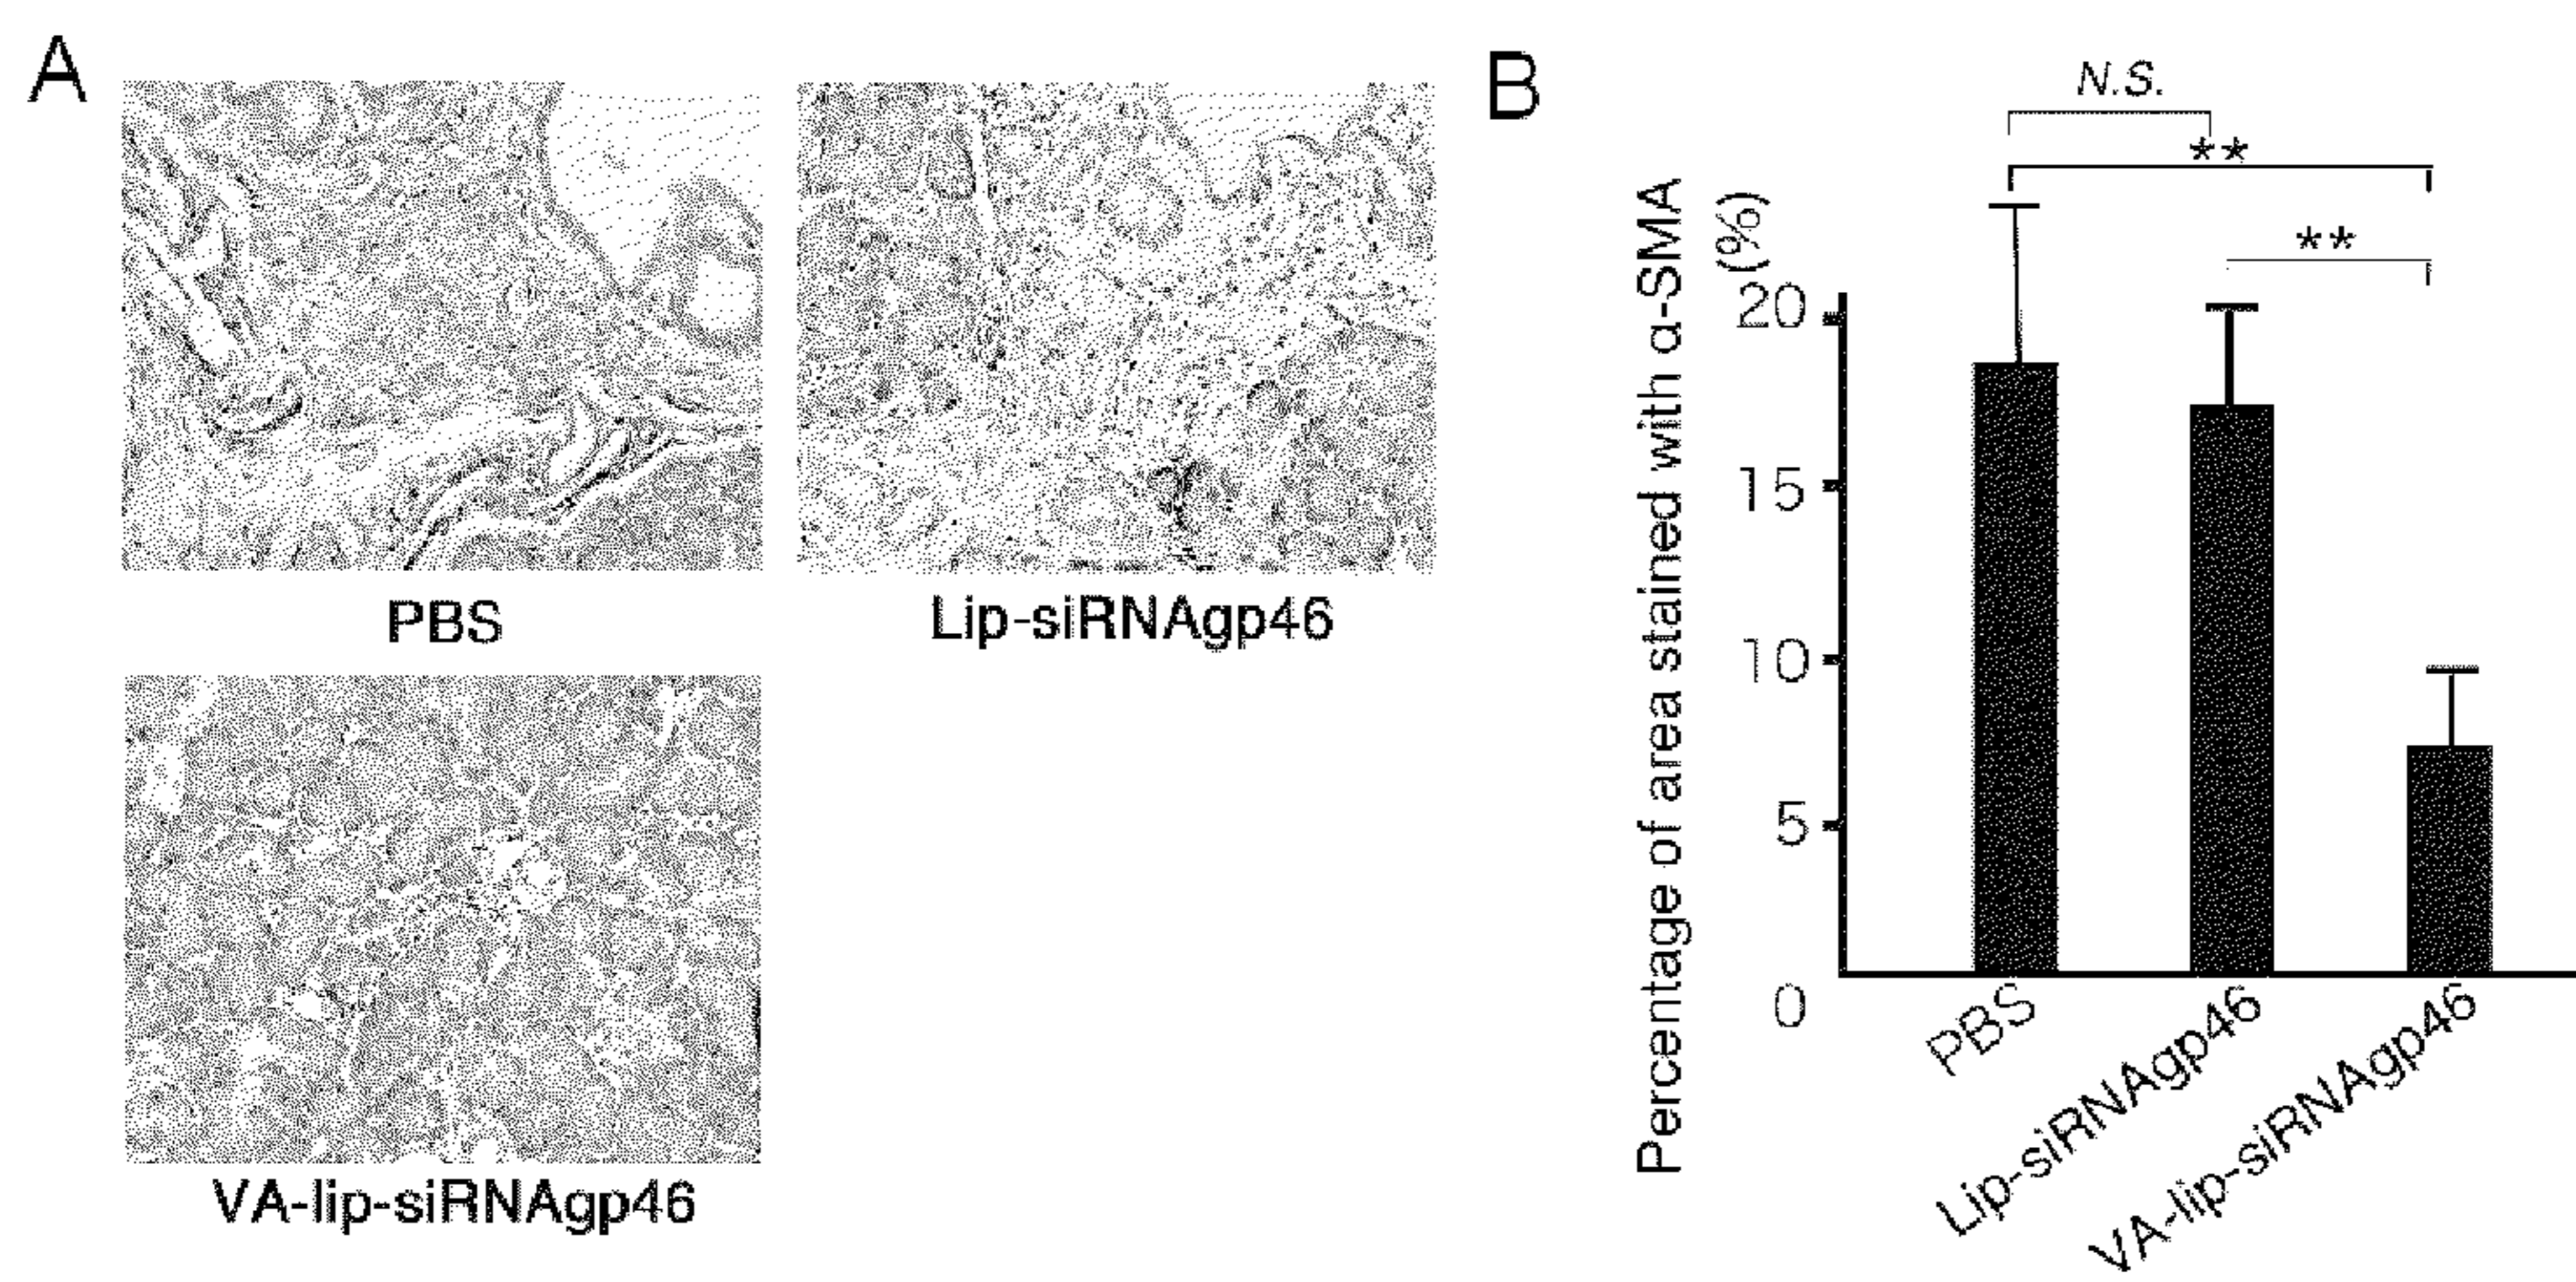 A
PBS
Lip-siRNAgp46
VA-lip-siRNAgp46
B
N.S.
**
**
Percentage of area stained with α-SMA
(%)
20
15
10
5
0
PBS
Lip-siRNAgp46
VA-lip-siRNAgp46